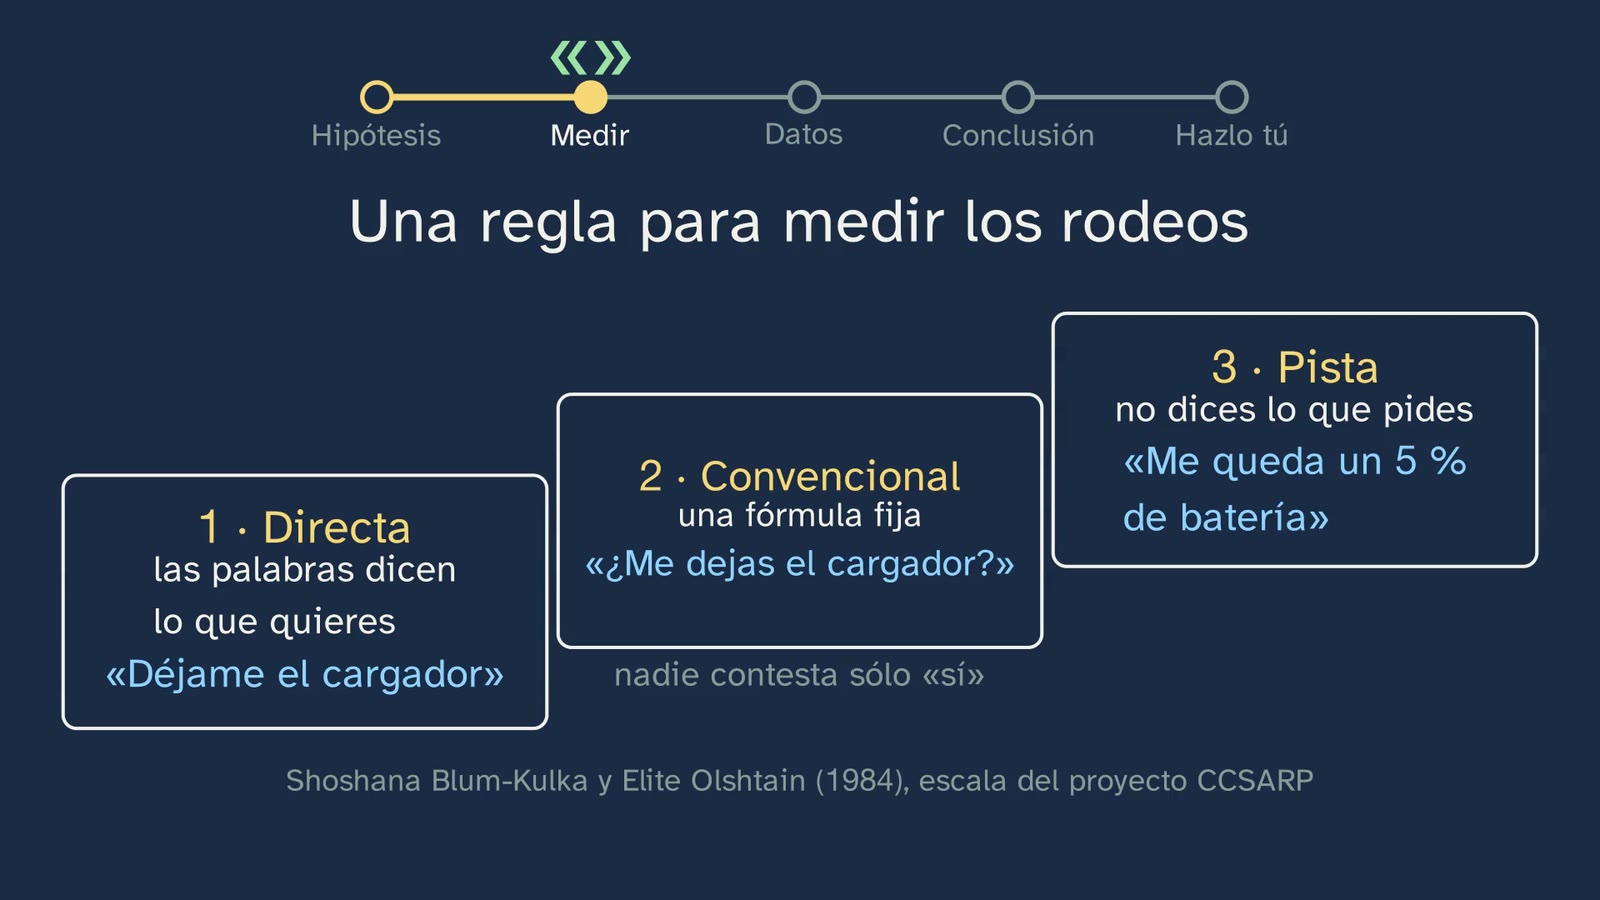 Hipótesis
Medir
Datos
Conclusión
Hazlo tú
Una regla para medir los rodeos
1 · Directa
las palabras dicen
lo que quieres
«Déjame el cargador»
2 · Convencional
una fórmula fija
«¿Me dejas el cargador?»
nadie contesta sólo «sí»
3 · Pista
no dices lo que pides
«Me queda un 5 %
de batería»
Shoshana Blum-Kulka y Elite Olshtain (1984), escala del proyecto CCSARP